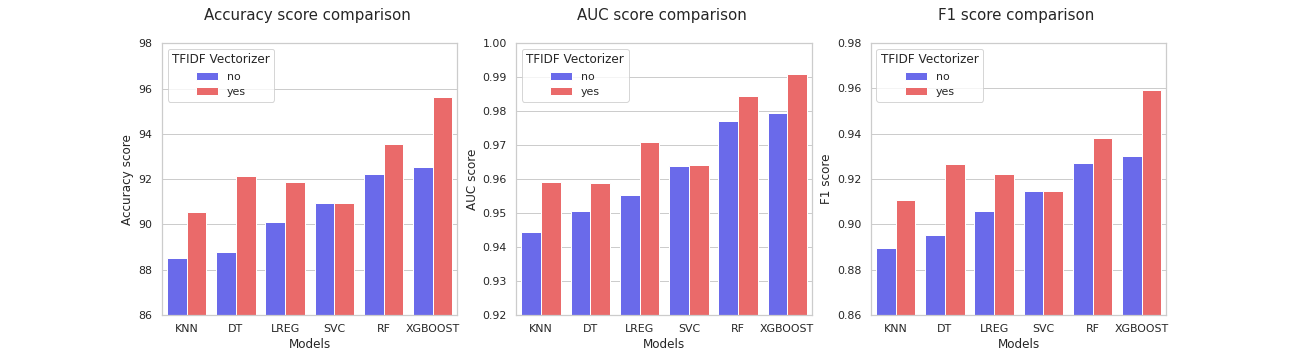 Accuracy score comparison
98
96
94
92
90
88
86
Accuracy score
TFIDF Vectorizer
no
yes
KNN DT LREG SVC RF XGBOOST
Models
AUC score comparison
1.00
0.99
0.98
0.97
0.96
0.95
0.94
0.93
0.92
AUC score
TFIDF Vectorizer
no
yes
KNN DT LREG SVC RF XGBOOST
Models
F1 score comparison
0.98
0.96
0.94
0.92
0.90
0.88
0.86
F1 score
TFIDF Vectorizer
no
yes
KNN DT LREG SVC RF XGBOOST
Models